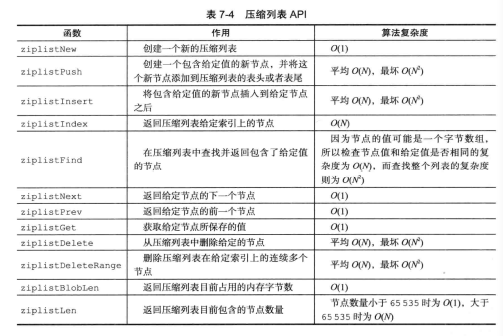 表 7-4 压缩列表 API
函数 作用 算法复杂度
ziplistNew 创建一个新的压缩列表 O(1)
ziplistPush 创建一个包含给定值的新节点，并将这 平均 O(N)，最坏 O(N²)
个新节点添加到压缩列表的表头或者表尾
ziplistInsert 将包含给定值的新节点插入到给定节点 平均 O(N)，最坏 O(N²)
之后
ziplistIndex 返回压缩列表给定索引上的节点 O(N)
ziplistFind 在压缩列表中查找并返回包含了给定值 因为节点的值可能是一个字节数组，
的节点 所以检查节点值和给定值是否相同的复
杂度为 O(N)，而查找整个列表的复杂度
则为 O(N²)
ziplistNext 返回给定节点的下一个节点 O(1)
ziplistPrev 返回给定节点的前一个节点 O(1)
ziplistGet 获取给定节点所保存的值 O(1)
ziplistDelete 从压缩列表中删除给定的节点 平均 O(N)，最坏 O(N²)
ziplistDeleteRange 删除压缩列表在给定索引上的连续多个 平均 O(N)，最坏 O(N²)
节点
ziplistBlobLen 返回压缩列表目前占用的内存字节数 O(1)
ziplistLen 返回压缩列表目前包含的节点数量 节点数量小于 65 535 时为 O(1)，大于
65 535 时为 O(N)